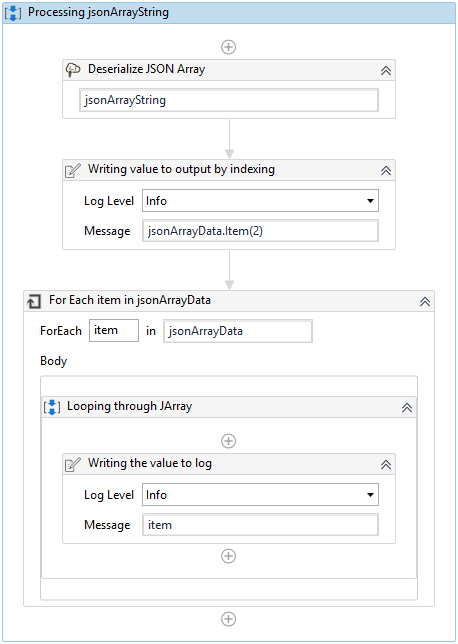 Processing jsonArrayString
Deserialize JSON Array
jsonArrayString
Writing value to output by indexing
Log Level Info
Message jsonArrayData.Item(2)
For Each item in jsonArrayData
ForEach item in jsonArrayData
Body
Looping through JArray
Writing the value to log
Log Level Info
Message item